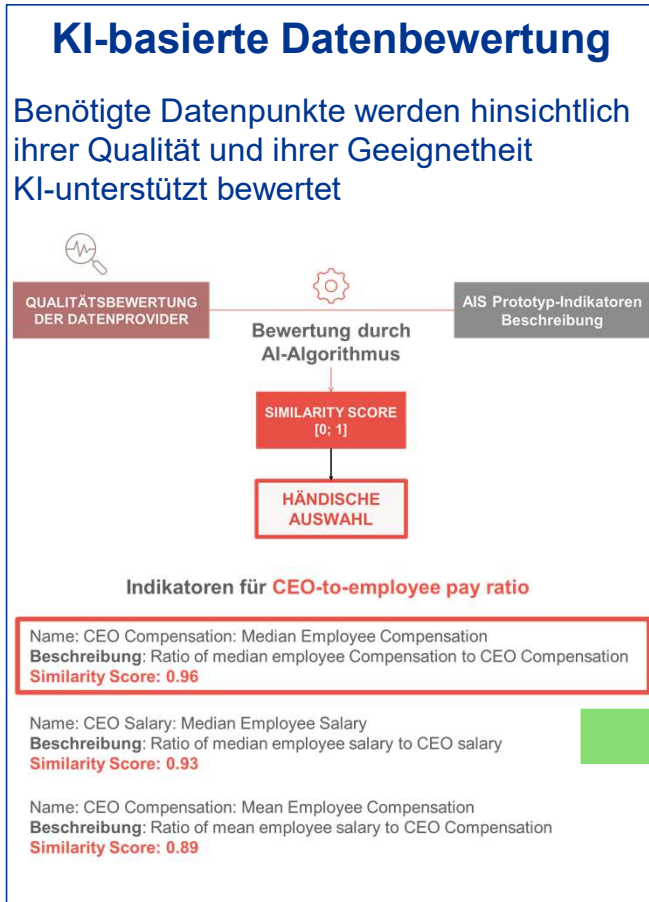 KI-basierte Datenbewertung
Benötigte Datenpunkte werden hinsichtlich
ihrer Qualität und ihrer Geeignetheit
KI-unterstützt bewertet
QUALITÄTSBEWERTUNG
DER DATENPROVIDER
Bewertung durch
AI-Algorithmus
AIS Prototyp-Indikatoren
Beschreibung
SIMILARITY SCORE
[0; 1]
HÄNDISCHE
AUSWAHL
Indikatoren für CEO-to-employee pay ratio
Name: CEO Compensation: Median Employee Compensation
Beschreibung: Ratio of median employee Compensation to CEO Compensation
Similarity Score: 0.96
Name: CEO Salary: Median Employee Salary
Beschreibung: Ratio of median employee salary to CEO salary
Similarity Score: 0.93
Name: CEO Compensation: Mean Employee Compensation
Beschreibung: Ratio of mean employee salary to CEO Compensation
Similarity Score: 0.89